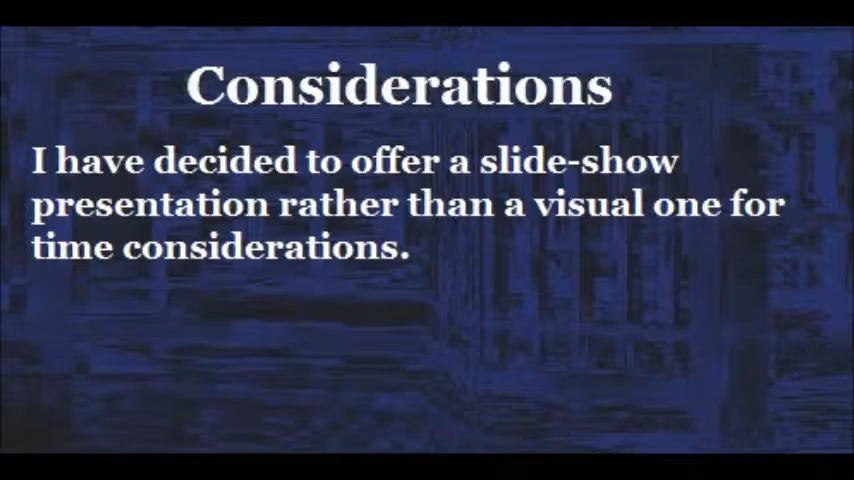 Considerations
I have decided to offer a slide-show
presentation rather than a visual one for
time considerations.